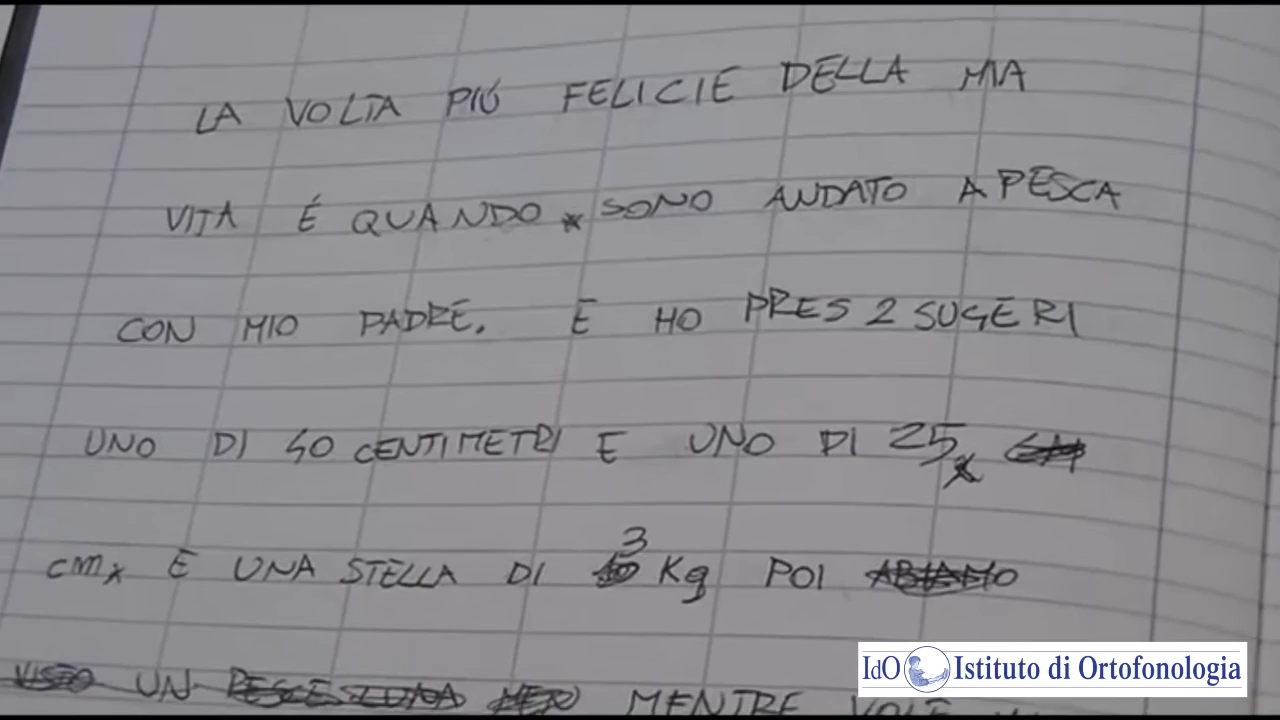 LA VOLTA PIÚ FELICIE DELLA MIA
VITA É QUANDO SONO ANDATO A PESCA
CON MIO PADRE. E HO PRES 2 SUGERI
UNO DI 40 CENTIMETRI E UNO DI 25
cm E UNA STELLA DI 3 Kg POI
UN MENTRE
IdO Istituto di Ortofonologia